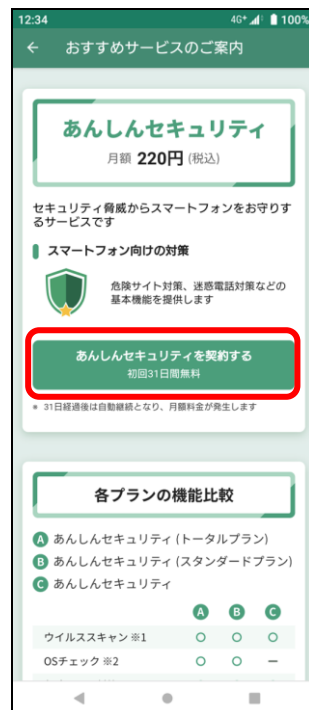 12:34 4G+ 100%
← おすすめサービスのご案内
あんしんセキュリティ
月額 220円 (税込)
セキュリティ脅威からスマートフォンをお守りす
るサービスです
スマートフォン向けの対策
危険サイト対策、迷惑電話対策などの
基本機能を提供します
あんしんセキュリティを契約する
初回31日間無料
※ 31日経過後は自動継続となり、月額料金が発生します
各プランの機能比較
A あんしんセキュリティ (トータルプラン)
B あんしんセキュリティ (スタンダードプラン)
C あんしんセキュリティ
A B C
ウイルススキャン ※1 ○ ○ ○
OSチェック ※2 ○ ○ ー